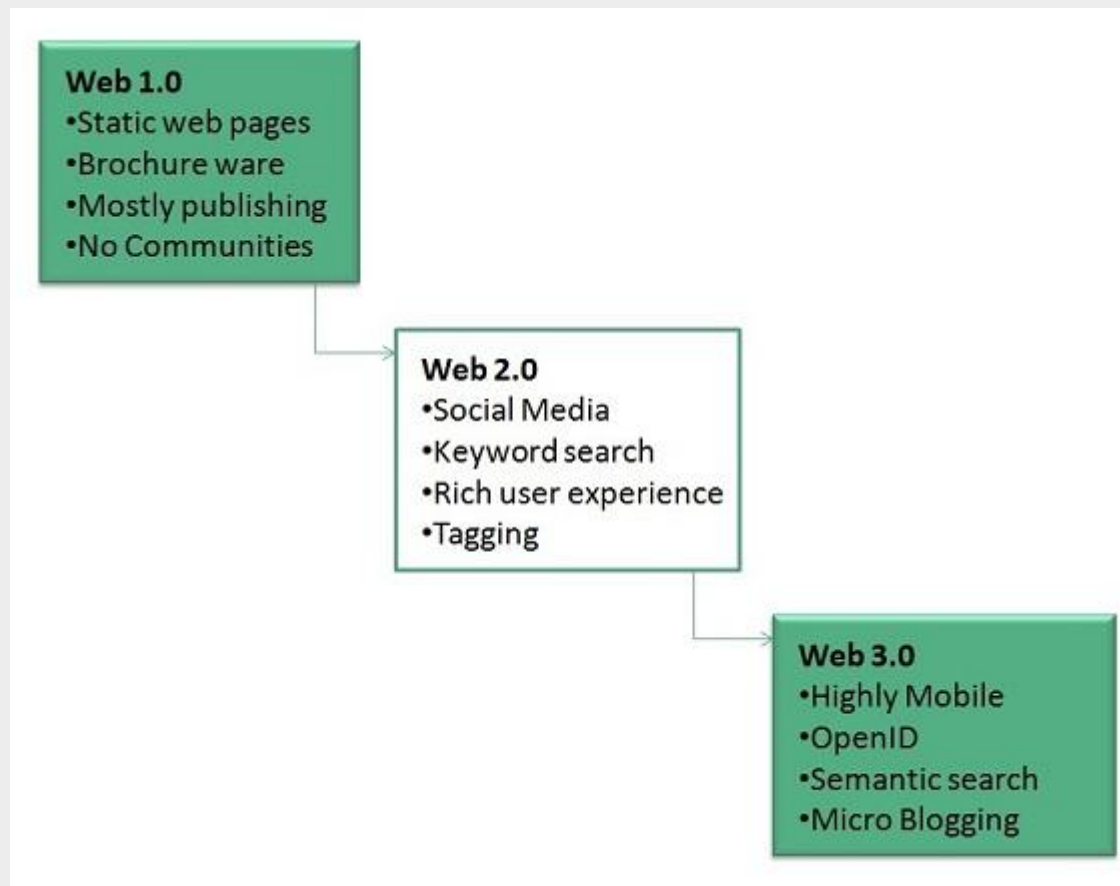 Web 1.0
•Static web pages
•Brochure ware
•Mostly publishing
•No Communities
Web 2.0
•Social Media
•Keyword search
•Rich user experience
•Tagging
Web 3.0
•Highly Mobile
•OpenID
•Semantic search
•Micro Blogging